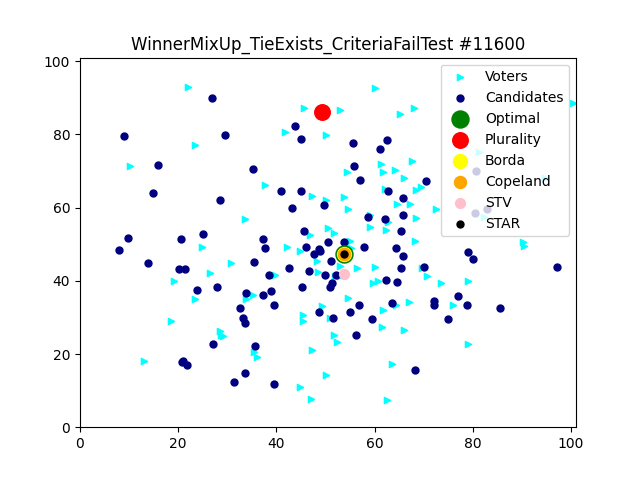 WinnerMixUp_TieExists_CriteriaFailTest #11600
100
80
60
40
20
0
0
20
40
60
80
100
Voters
Candidates
Optimal
Plurality
Borda
Copeland
STV
STAR